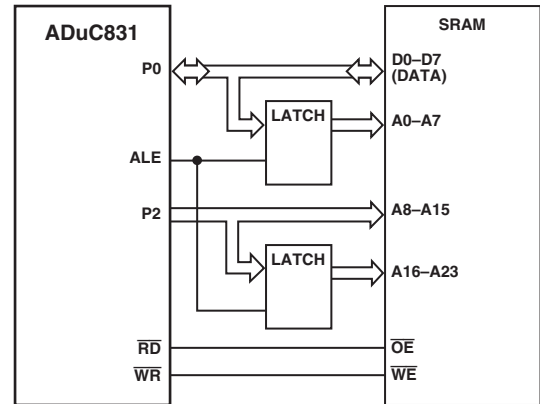 ADuC831
SRAM
P0
D0–D7
(DATA)
LATCH
A0–A7
ALE
P2
A8–A15
LATCH
A16–A23
RD
OE
WR
WE